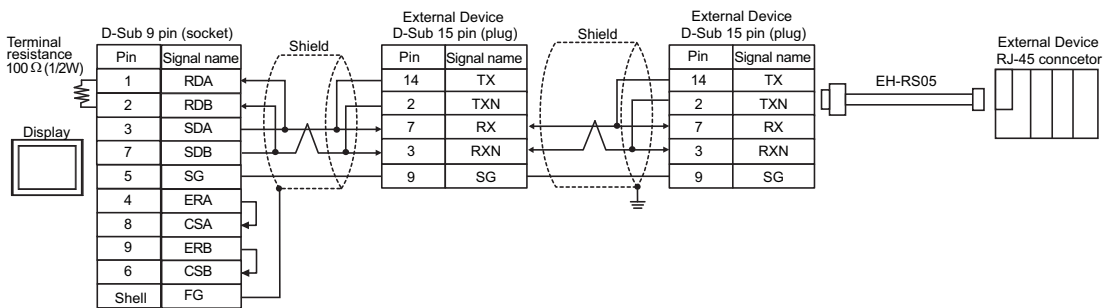 Terminal
resistance
100 Ω (1/2W)
Display
D-Sub 9 pin (socket)
Pin Signal name
1 RDA
2 RDB
3 SDA
7 SDB
5 SG
4 ERA
8 CSA
9 ERB
6 CSB
Shell FG
Shield
External Device
D-Sub 15 pin (plug)
Pin Signal name
14 TX
2 TXN
7 RX
3 RXN
9 SG
Shield
External Device
D-Sub 15 pin (plug)
Pin Signal name
14 TX
2 TXN
7 RX
3 RXN
9 SG
EH-RS05
External Device
RJ-45 conncetor